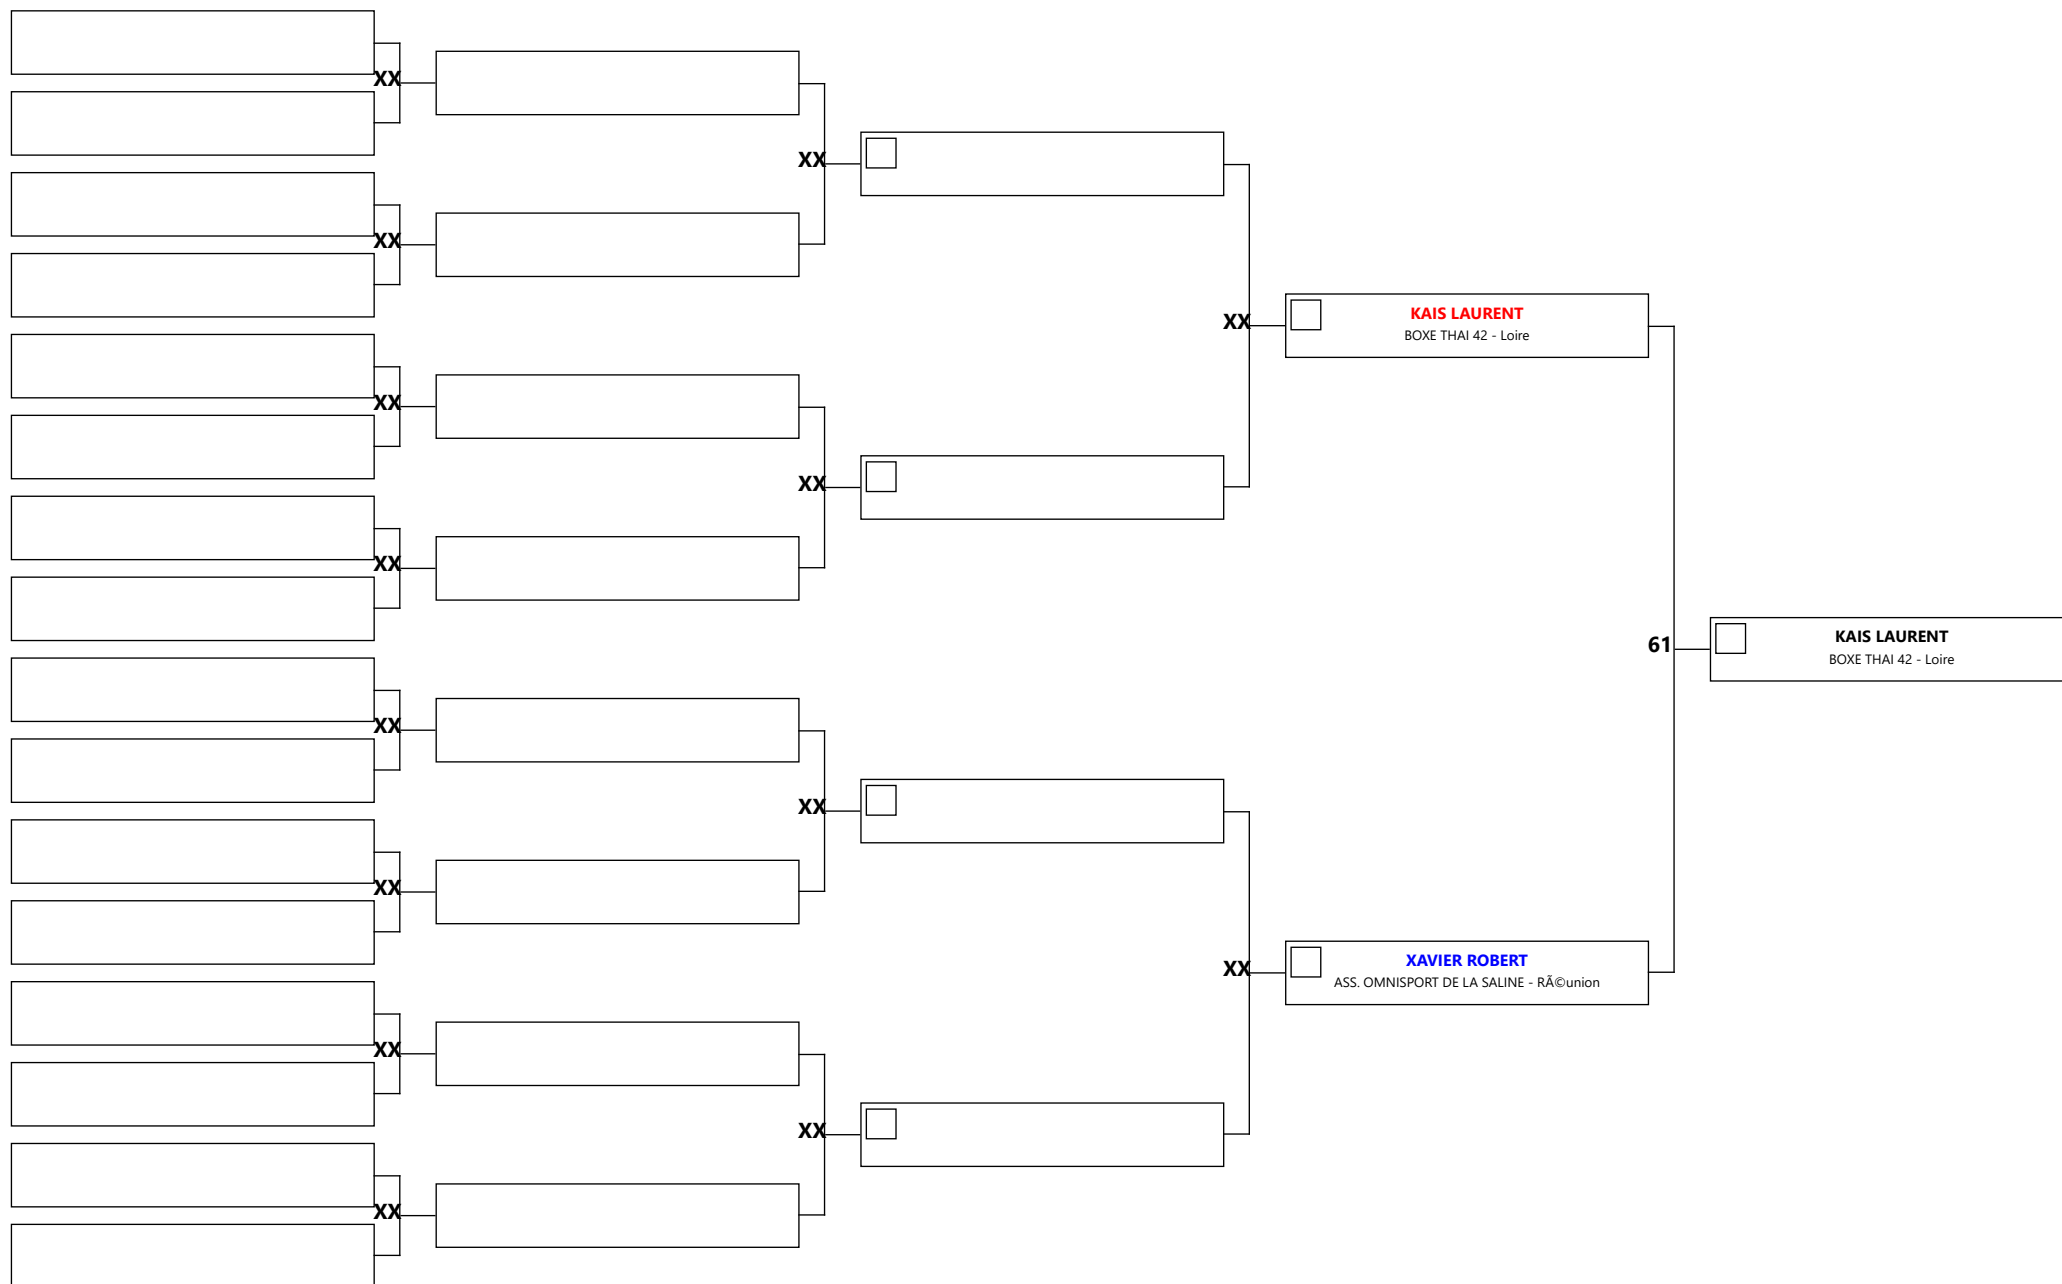 XX
XX
XX
XX
XX
XX
XX
KAIS LAURENT
BOXE THAI 42 - Loire
61
KAIS LAURENT
BOXE THAI 42 - Loire
XX
XX
XX
XX
XX
XX
XX
XAVIER ROBERT
ASS. OMNISPORT DE LA SALINE - RÃ©union